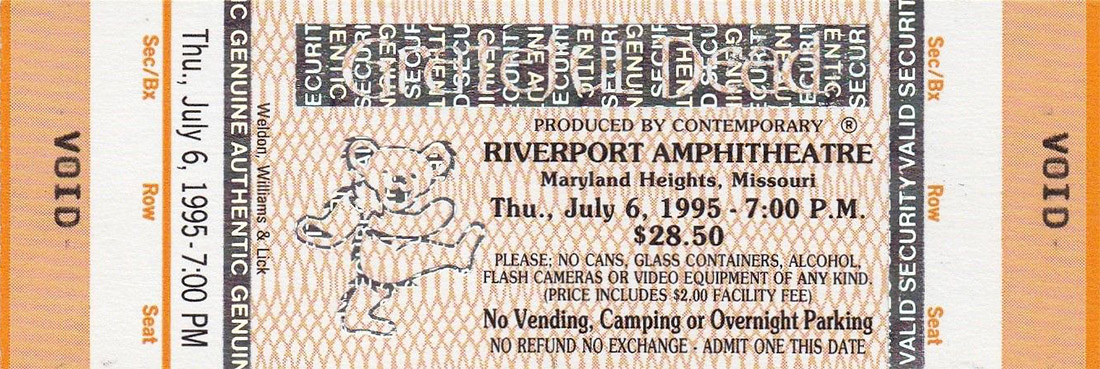 VOID
Sec/Bx Row Seat
Thu., July 6, 1995 - 7:00 PM
C GENUINE AUTHENTIC GENUIN
Weldon, Williams & Lick
Grateful Dead
PRODUCED BY CONTEMPORARY ®
RIVERPORT AMPHITHEATRE
Maryland Heights, Missouri
Thu., July 6, 1995 - 7:00 P.M.
$28.50
PLEASE; NO CANS, GLASS CONTAINERS, ALCOHOL,
FLASH CAMERAS OR VIDEO EQUIPMENT OF ANY KIND.
(PRICE INCLUDES $2.00 FACILITY FEE)
No Vending, Camping or Overnight Parking
NO REFUND NO EXCHANGE - ADMIT ONE THIS DATE
VALID SECURITY VALID SECURIT
Sec/Bx Row Seat
VOID